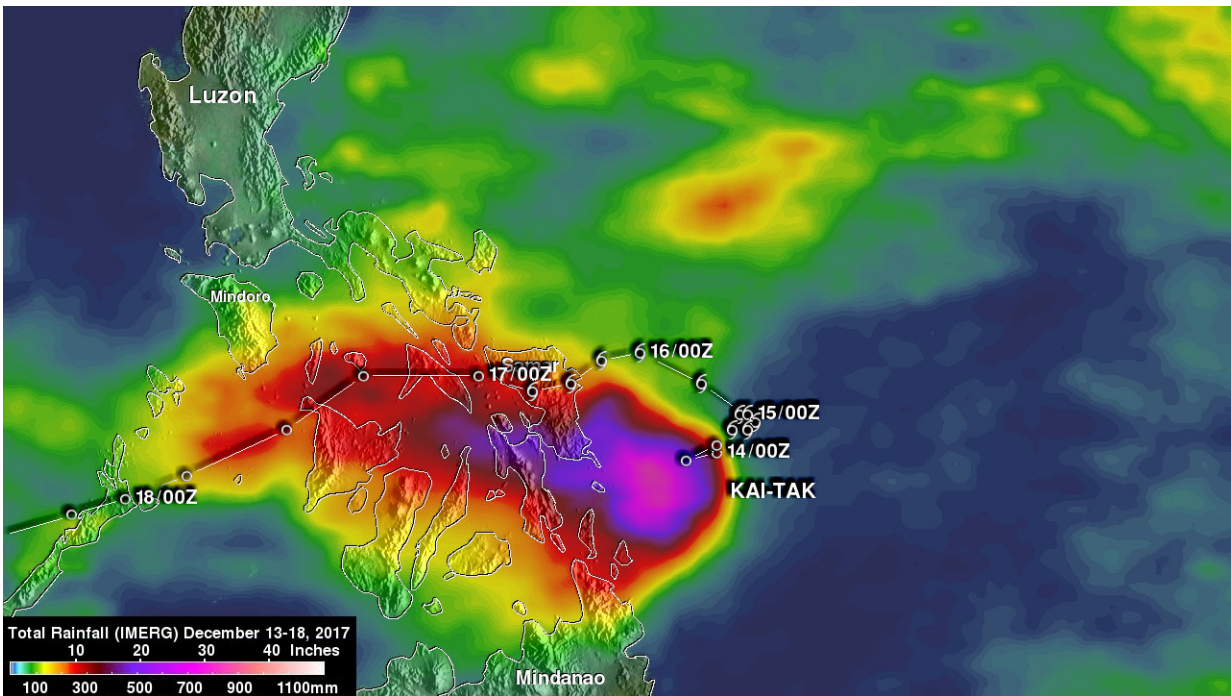 Luzon
Mindoro
Samar
17/00Z
16/00Z
15/00Z
14/00Z
KAI-TAK
18/00Z
Total Rainfall (IMERG) December 13-18, 2017
10 20 30 40 Inches
100 300 500 700 900 1100mm
Mindanao